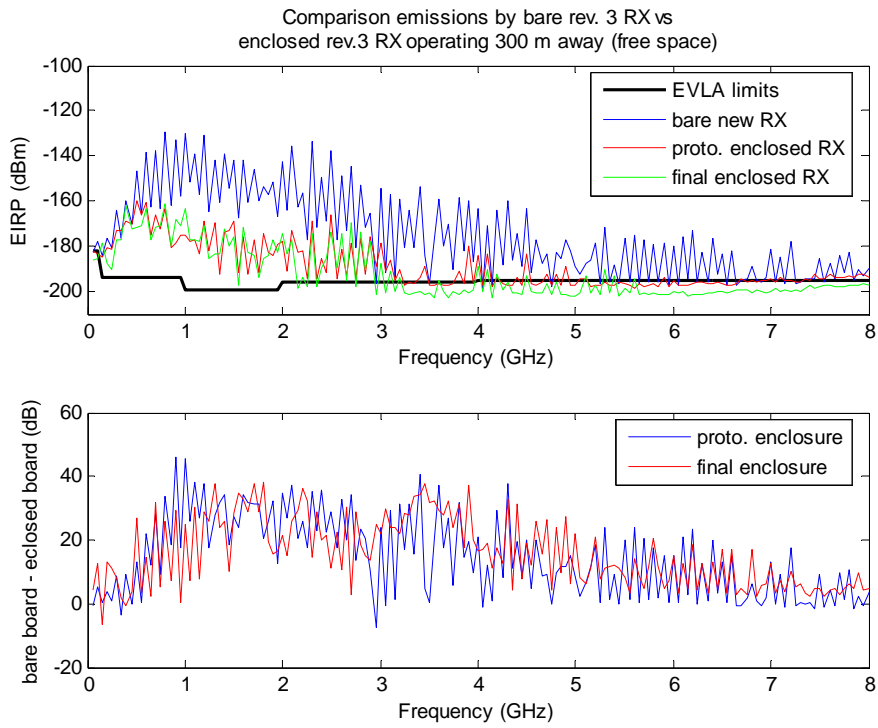 Comparison emissions by bare rev. 3 RX vs
enclosed rev.3 RX operating 300 m away (free space)
-100
-120
-140
-160
-180
-200
EIRP (dBm)
EVLA limits
bare new RX
proto. enclosed RX
final enclosed RX
0 1 2 3 4 5 6 7 8
Frequency (GHz)
60
40
20
0
-20
bare board - eclosed board (dB)
proto. enclosure
final enclosure
0 1 2 3 4 5 6 7 8
Frequency (GHz)